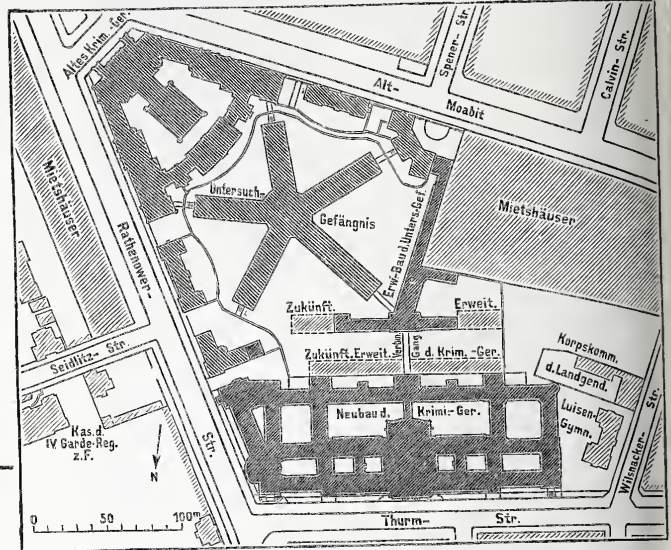 Altes Krim.-Ger.
Alt-
Moabit
Spener-Str.
Calvin-Str.
Mietshäuser
Rathenower-
Str.
Untersuch-
Gefängnis
Erw-Bau d. Unters. Gef.
Mietshäuser
Zukünft.
Erweit.
Zukünft. Erweit.
Verbin.
Gang
d. Krim.-Ger.
Seidlitz-Str.
Korpskomm.
d. Landgend.
Luisen-
Gymn.
Kas. d.
IV. Garde-Reg.
z. F.
N
Neubau d.
Krimi-Ger.
Wilsnacker-
Str.
0 50 100m
Thurm-
Str.